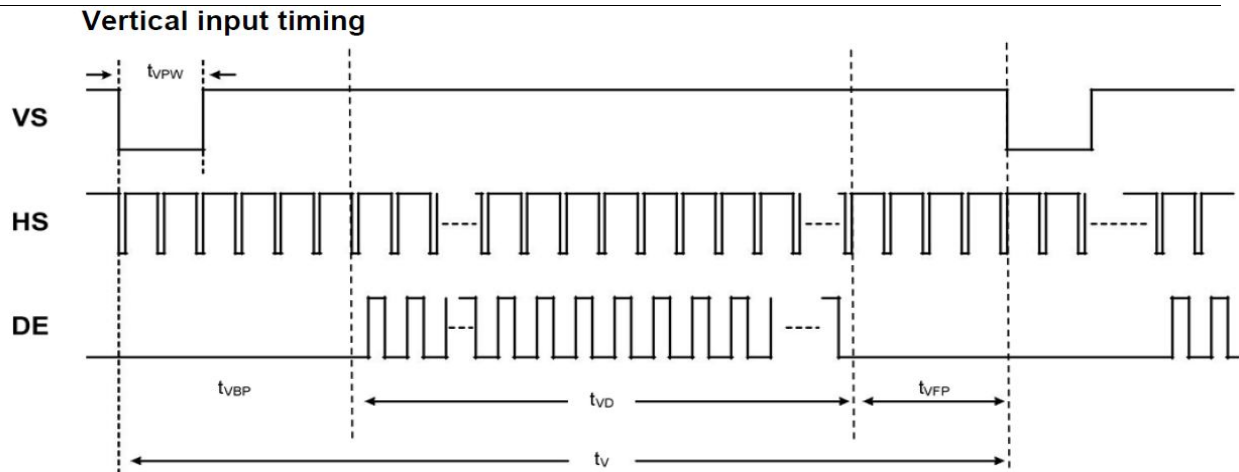 Vertical input timing
tVPW
VS
HS
DE
tVBP
tVD
tVFP
tV